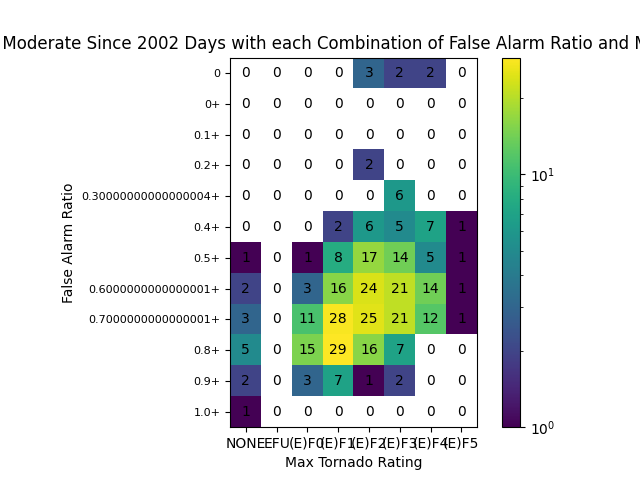 Moderate Since 2002 Days with each Combination of False Alarm Ratio and
0 0 0 0 0 3 2 2 0
0+ 0 0 0 0 0 0 0 0
0.1+ 0 0 0 0 0 0 0 0
0.2+ 0 0 0 0 2 0 0 0
0.30000000000000004+ 0 0 0 0 0 6 0 0
0.4+ 0 0 0 2 6 5 7 1
0.5+ 1 0 1 8 17 14 5 1
0.6000000000000001+ 2 0 3 16 24 21 14 1
0.7000000000000001+ 3 0 11 28 25 21 12 1
0.8+ 5 0 15 29 16 7 0 0
0.9+ 2 0 3 7 1 2 0 0
1.0+ 1 0 0 0 0 0 0 0
NONE EFU (E)F0 (E)F1 (E)F2 (E)F3 (E)F4 (E)F5
Max Tornado Rating
False Alarm Ratio
10¹
10⁰